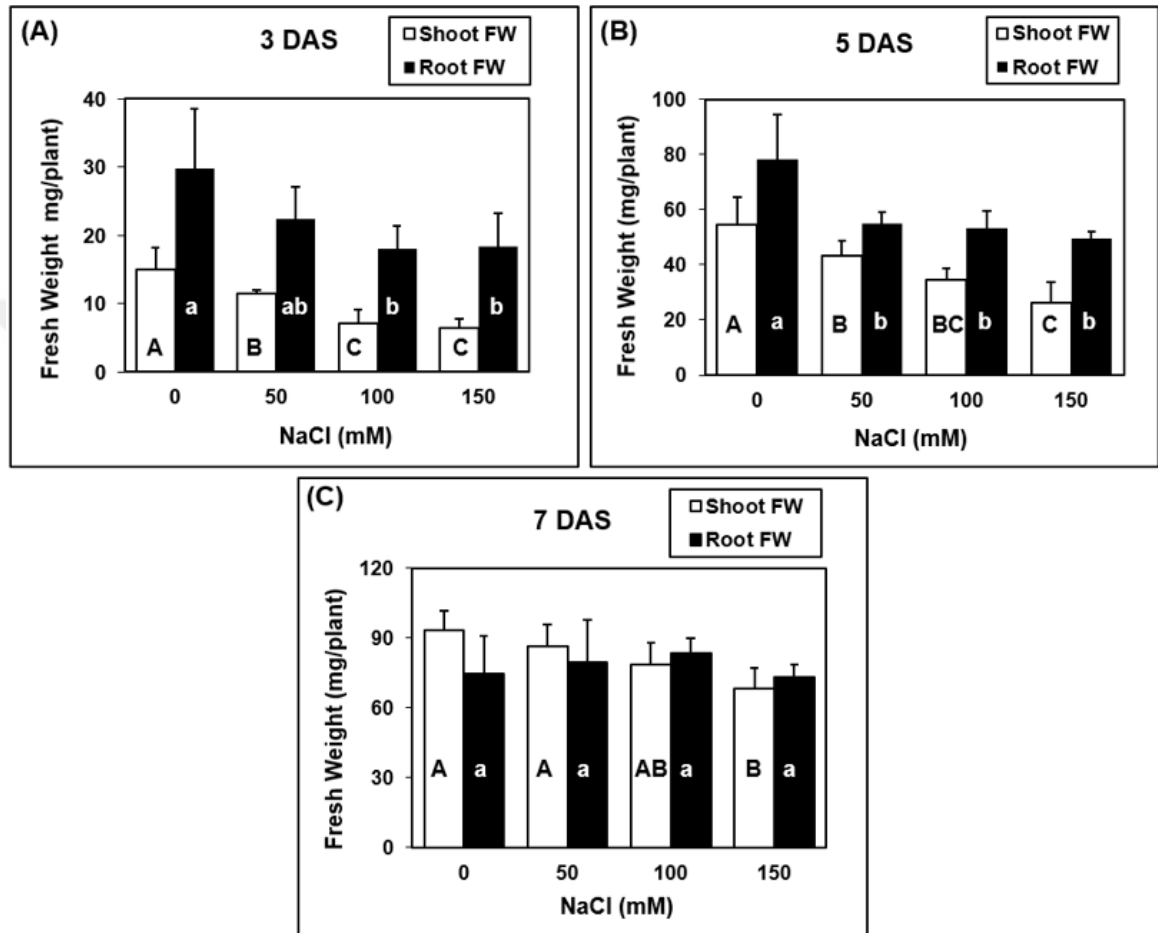 (A)
3 DAS
Shoot FW
Root FW
Fresh Weight mg/plant
40
30
20
10
0
A
a
B
ab
C
b
C
b
0 50 100 150
NaCl (mM)
(B)
5 DAS
Shoot FW
Root FW
Fresh Weight (mg/plant)
100
80
60
40
20
0
A
a
B
b
BC
b
C
b
0 50 100 150
NaCl (mM)
(C)
7 DAS
Shoot FW
Root FW
Fresh Weight (mg/plant)
120
90
60
30
0
A
a
A
a
AB
a
B
a
0 50 100 150
NaCl (mM)